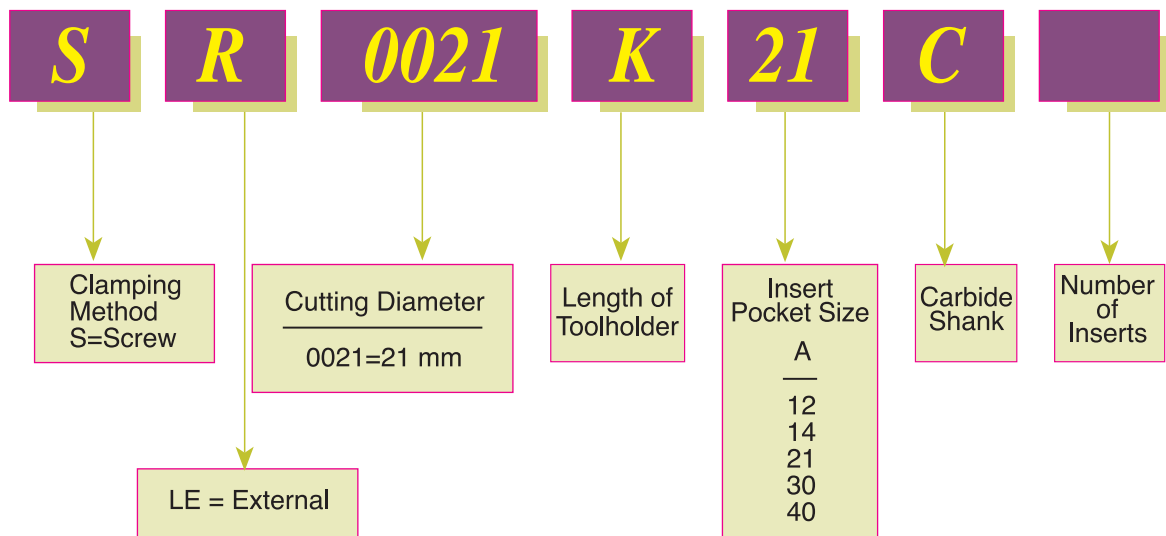 S R 0021 K 21 C
Clamping
Method
S=Screw
Cutting Diameter
0021=21 mm
Length of
Toolholder
Insert
Pocket Size
A
12
14
21
30
40
Carbide
Shank
Number
of
Inserts
LE = External